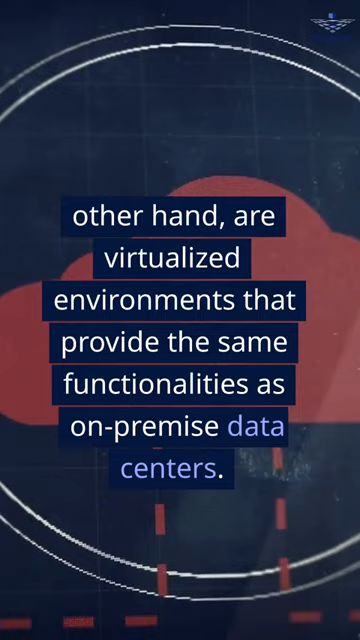 other hand, are
virtualized
environments that
provide the same
functionalities as
on-premise data
centers.